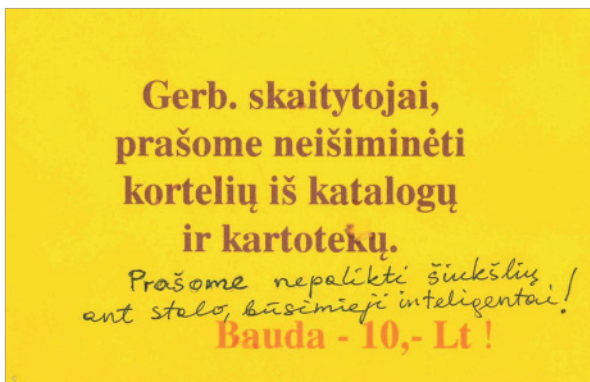 Gerb. skaitytojai,
prašome neišiminėti
kortelių iš katalogų
ir kartotekų.
Prašome nepalikti šiukšlių
ant stalo, būsimieji inteligentai!
Bauda - 10,- Lt !